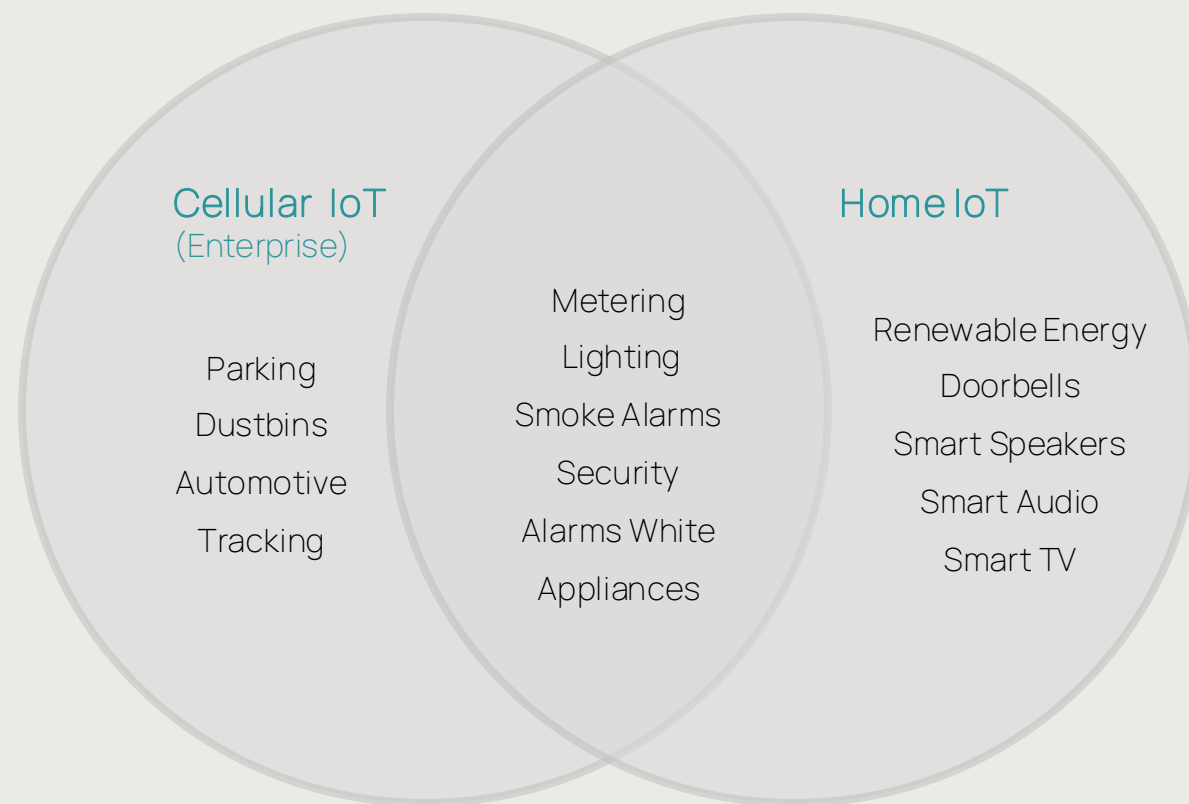 Cellular IoT
(Enterprise)
Parking
Dustbins
Automotive
Tracking
Metering
Lighting
Smoke Alarms
Security
Alarms White
Appliances
Home IoT
Renewable Energy
Doorbells
Smart Speakers
Smart Audio
Smart TV